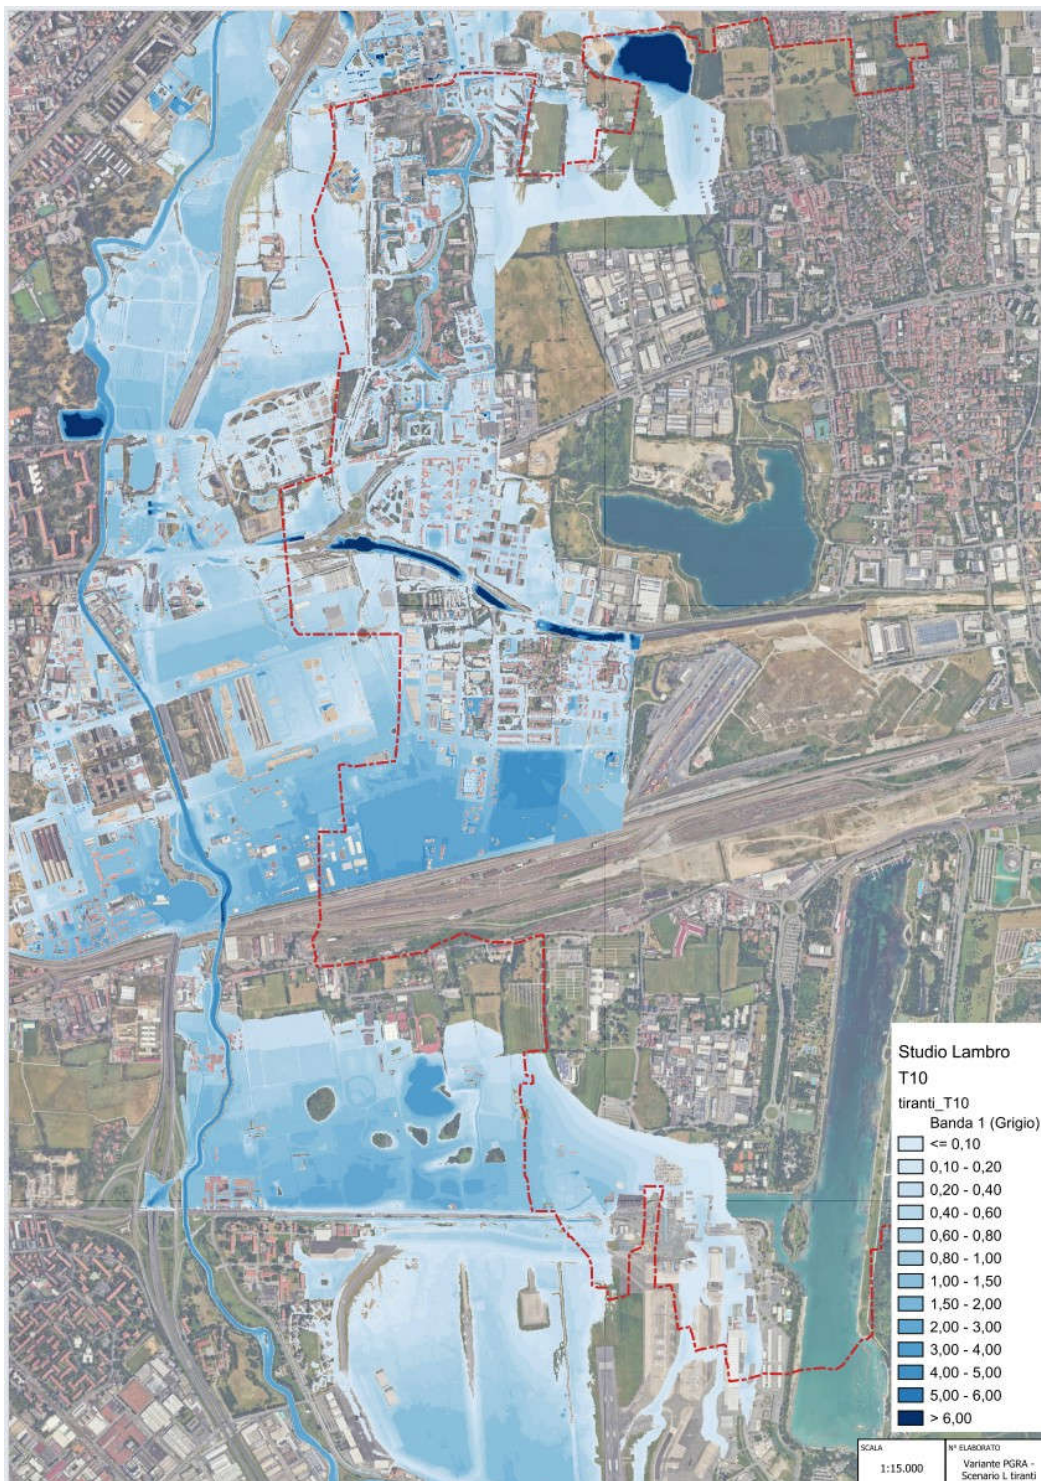 Studio Lambro
T10
tiranti_T10
Banda 1 (Grigio)
<= 0,10
0,10 - 0,20
0,20 - 0,40
0,40 - 0,60
0,60 - 0,80
0,80 - 1,00
1,00 - 1,50
1,50 - 2,00
2,00 - 3,00
3,00 - 4,00
4,00 - 5,00
5,00 - 6,00
> 6,00
SCALA
1:15.000
N° ELABORATO
Variante PGRA -
Scenario L tiranti